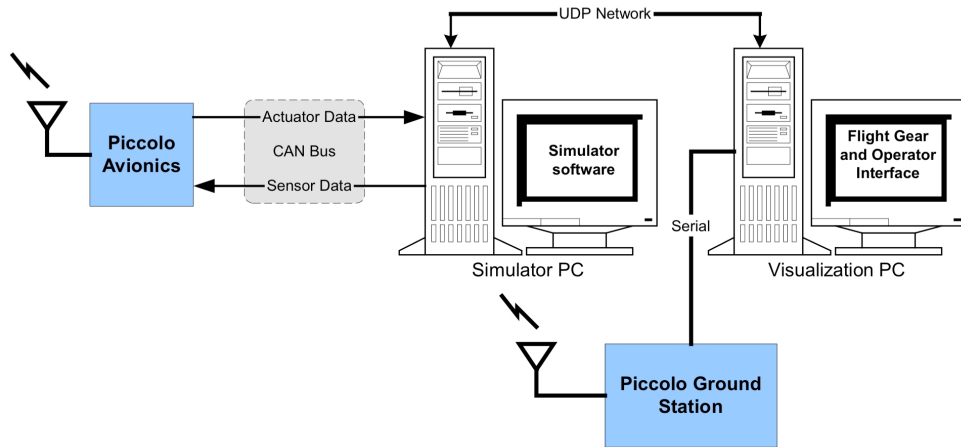 UDP Network
Piccolo
Avionics
Actuator Data
CAN Bus
Sensor Data
Simulator
software
Flight Gear
and Operator
Interface
Serial
Simulator PC
Visualization PC
Piccolo Ground
Station